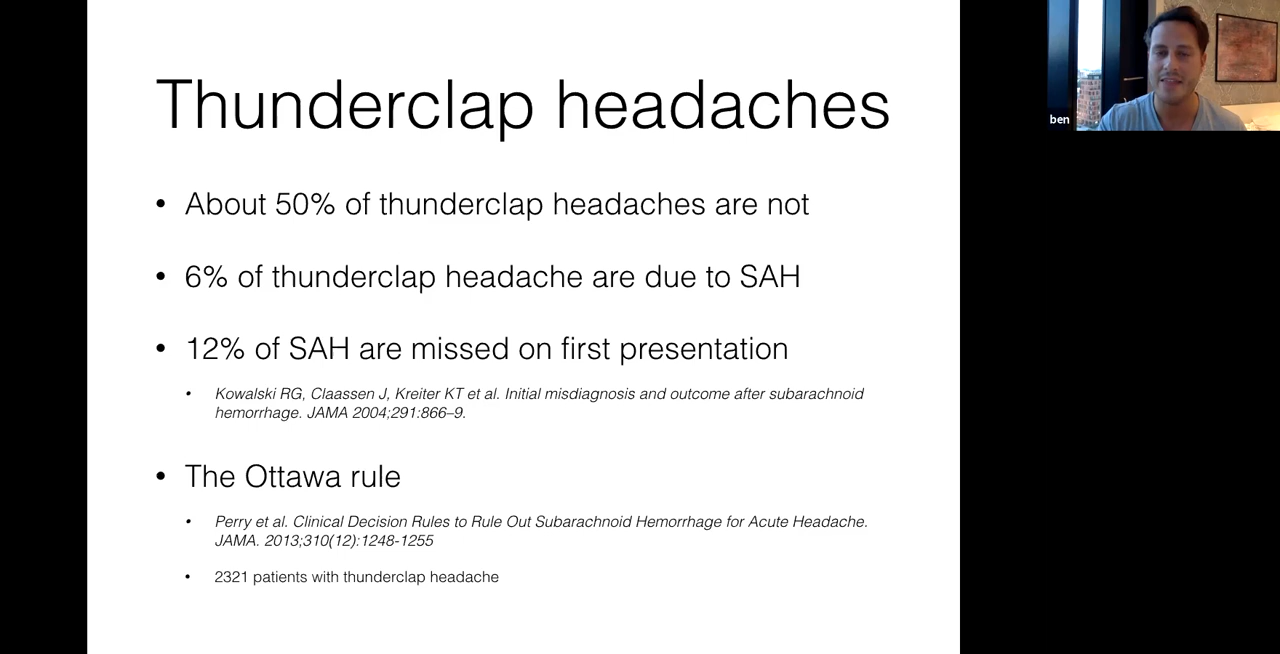 Thunderclap headaches
• About 50% of thunderclap headaches are not
• 6% of thunderclap headache are due to SAH
• 12% of SAH are missed on first presentation
• Kowalski RG, Claassen J, Kreiter KT et al. Initial misdiagnosis and outcome after subarachnoid
hemorrhage. JAMA 2004;291:866–9.
• The Ottawa rule
• Perry et al. Clinical Decision Rules to Rule Out Subarachnoid Hemorrhage for Acute Headache.
JAMA. 2013;310(12):1248-1255
• 2321 patients with thunderclap headache
ben